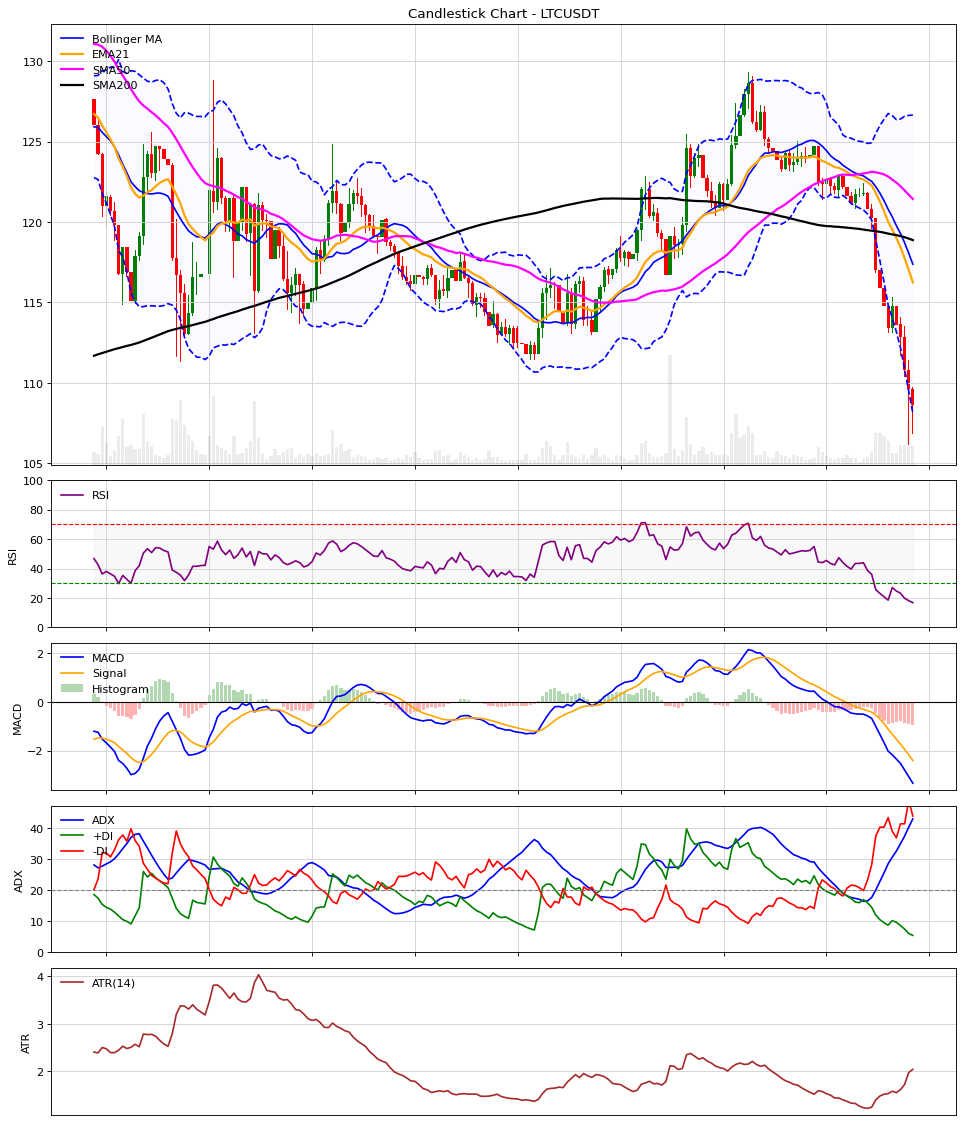 Candlestick Chart - LTCUSDT
Bollinger MA
EMA21
SMA50
SMA200
130
125
120
115
110
105
RSI
100
80
60
40
20
0
RSI
MACD
Signal
Histogram
2
0
−2
MACD
ADX
+DI
-DI
40
30
20
10
0
ADX
ATR(14)
4
3
2
ATR